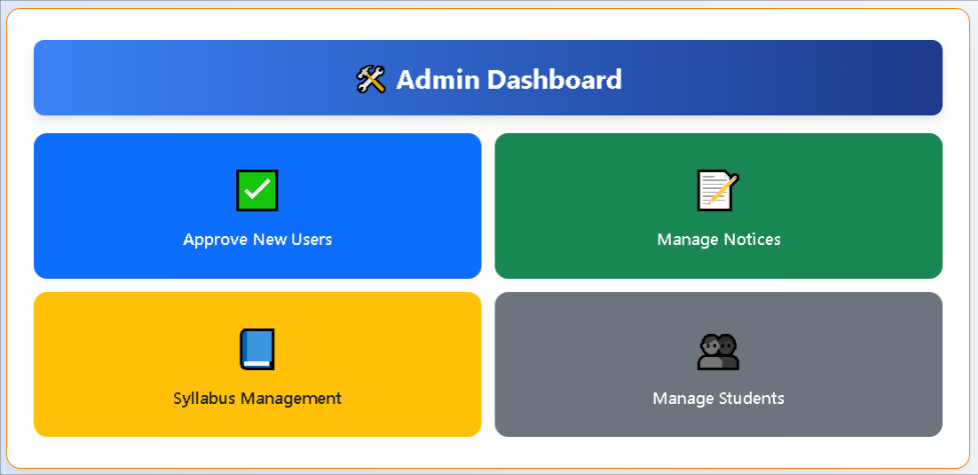 Admin Dashboard
Approve New Users
Manage Notices
Syllabus Management
Manage Students